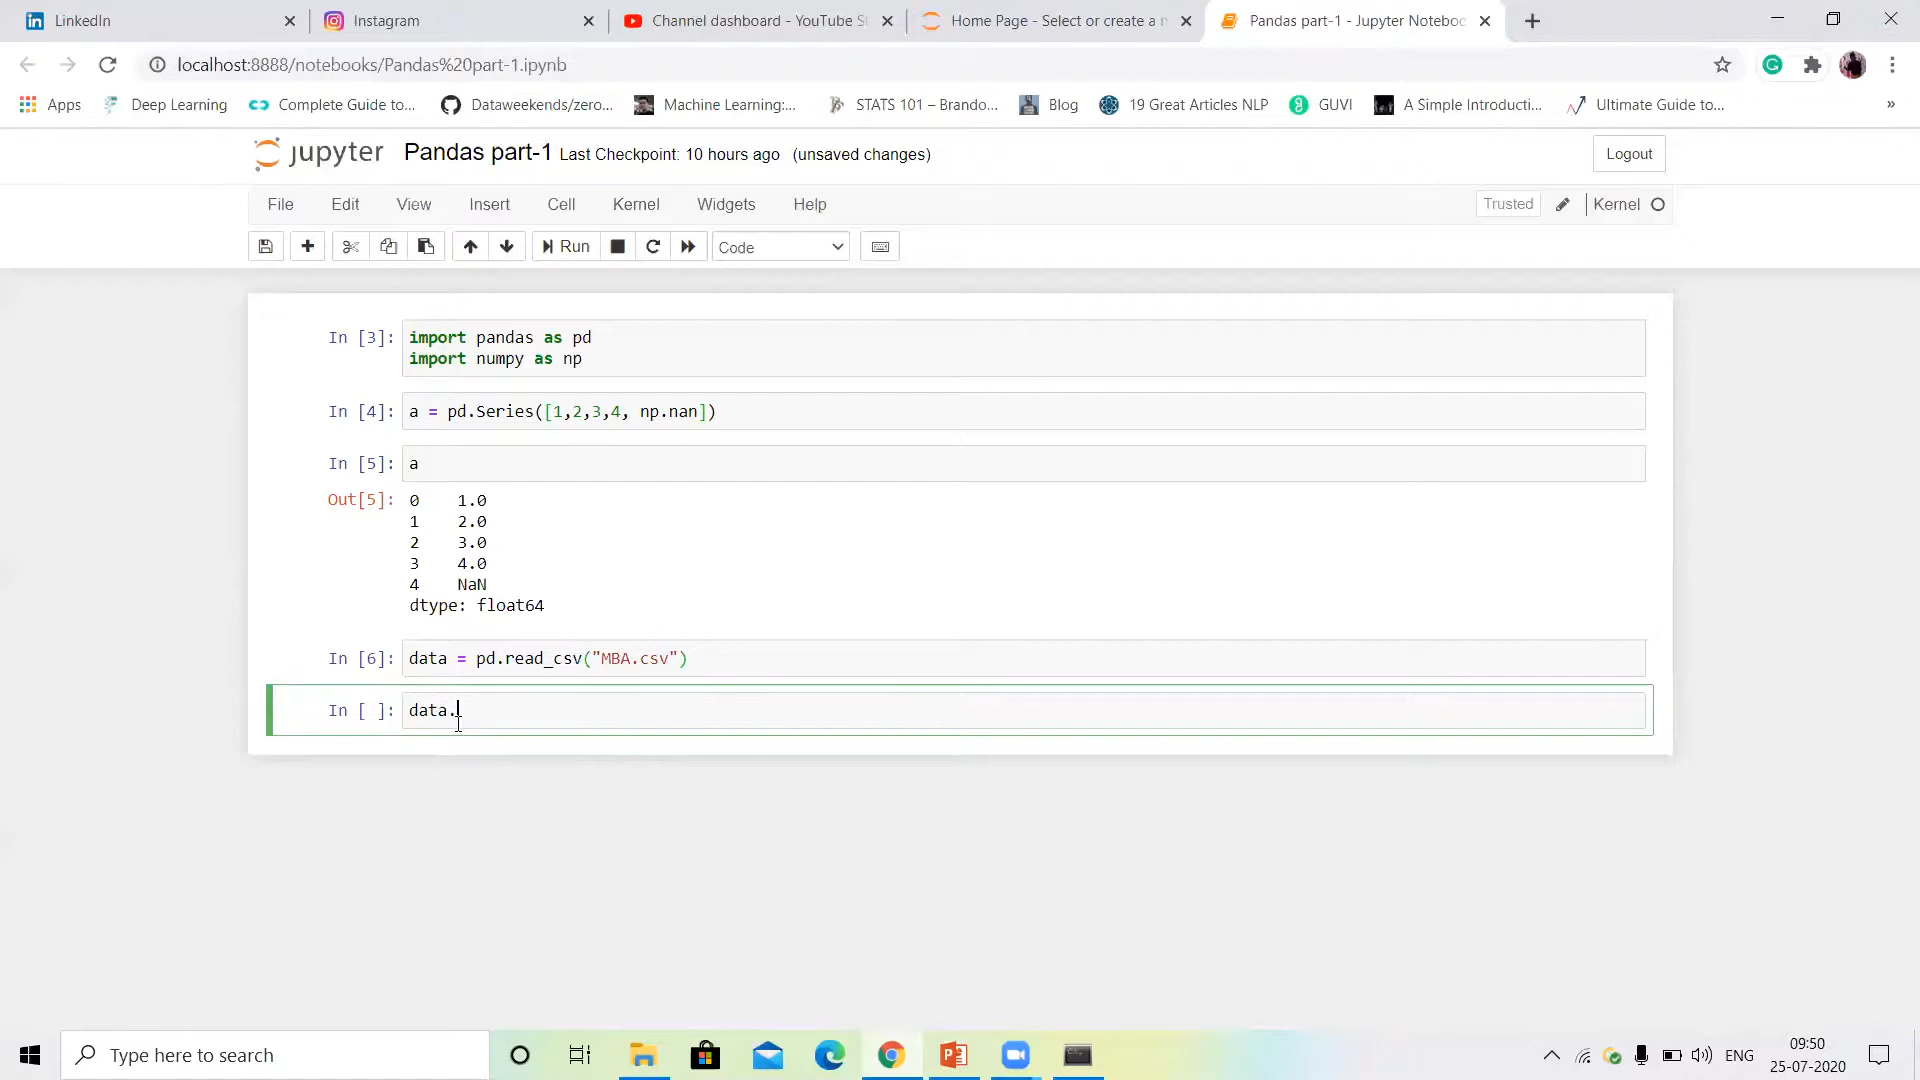 LinkedIn
Instagram
Channel dashboard - YouTube S
Home Page - Select or create a n
Pandas part-1 - Jupyter Notebooc
localhost:8888/notebooks/Pandas%20part-1.ipynb
Apps
Deep Learning
Complete Guide to...
Dataweekends/zero...
Machine Learning:...
STATS 101 – Brando...
Blog
19 Great Articles NLP
GUVI
A Simple Introducti...
Ultimate Guide to...
»
jupyter Pandas part-1 Last Checkpoint: 10 hours ago (unsaved changes)
Logout
File Edit View Insert Cell Kernel Widgets Help
Trusted
Kernel
Run
Code
In [3]: import pandas as pd
import numpy as np
In [4]: a = pd.Series([1,2,3,4, np.nan])
In [5]: a
Out[5]: 0 1.0
1 2.0
2 3.0
3 4.0
4 NaN
dtype: float64
In [6]: data = pd.read_csv("MBA.csv")
In [ ]: data.
Type here to search
ENG
09:50
25-07-2020